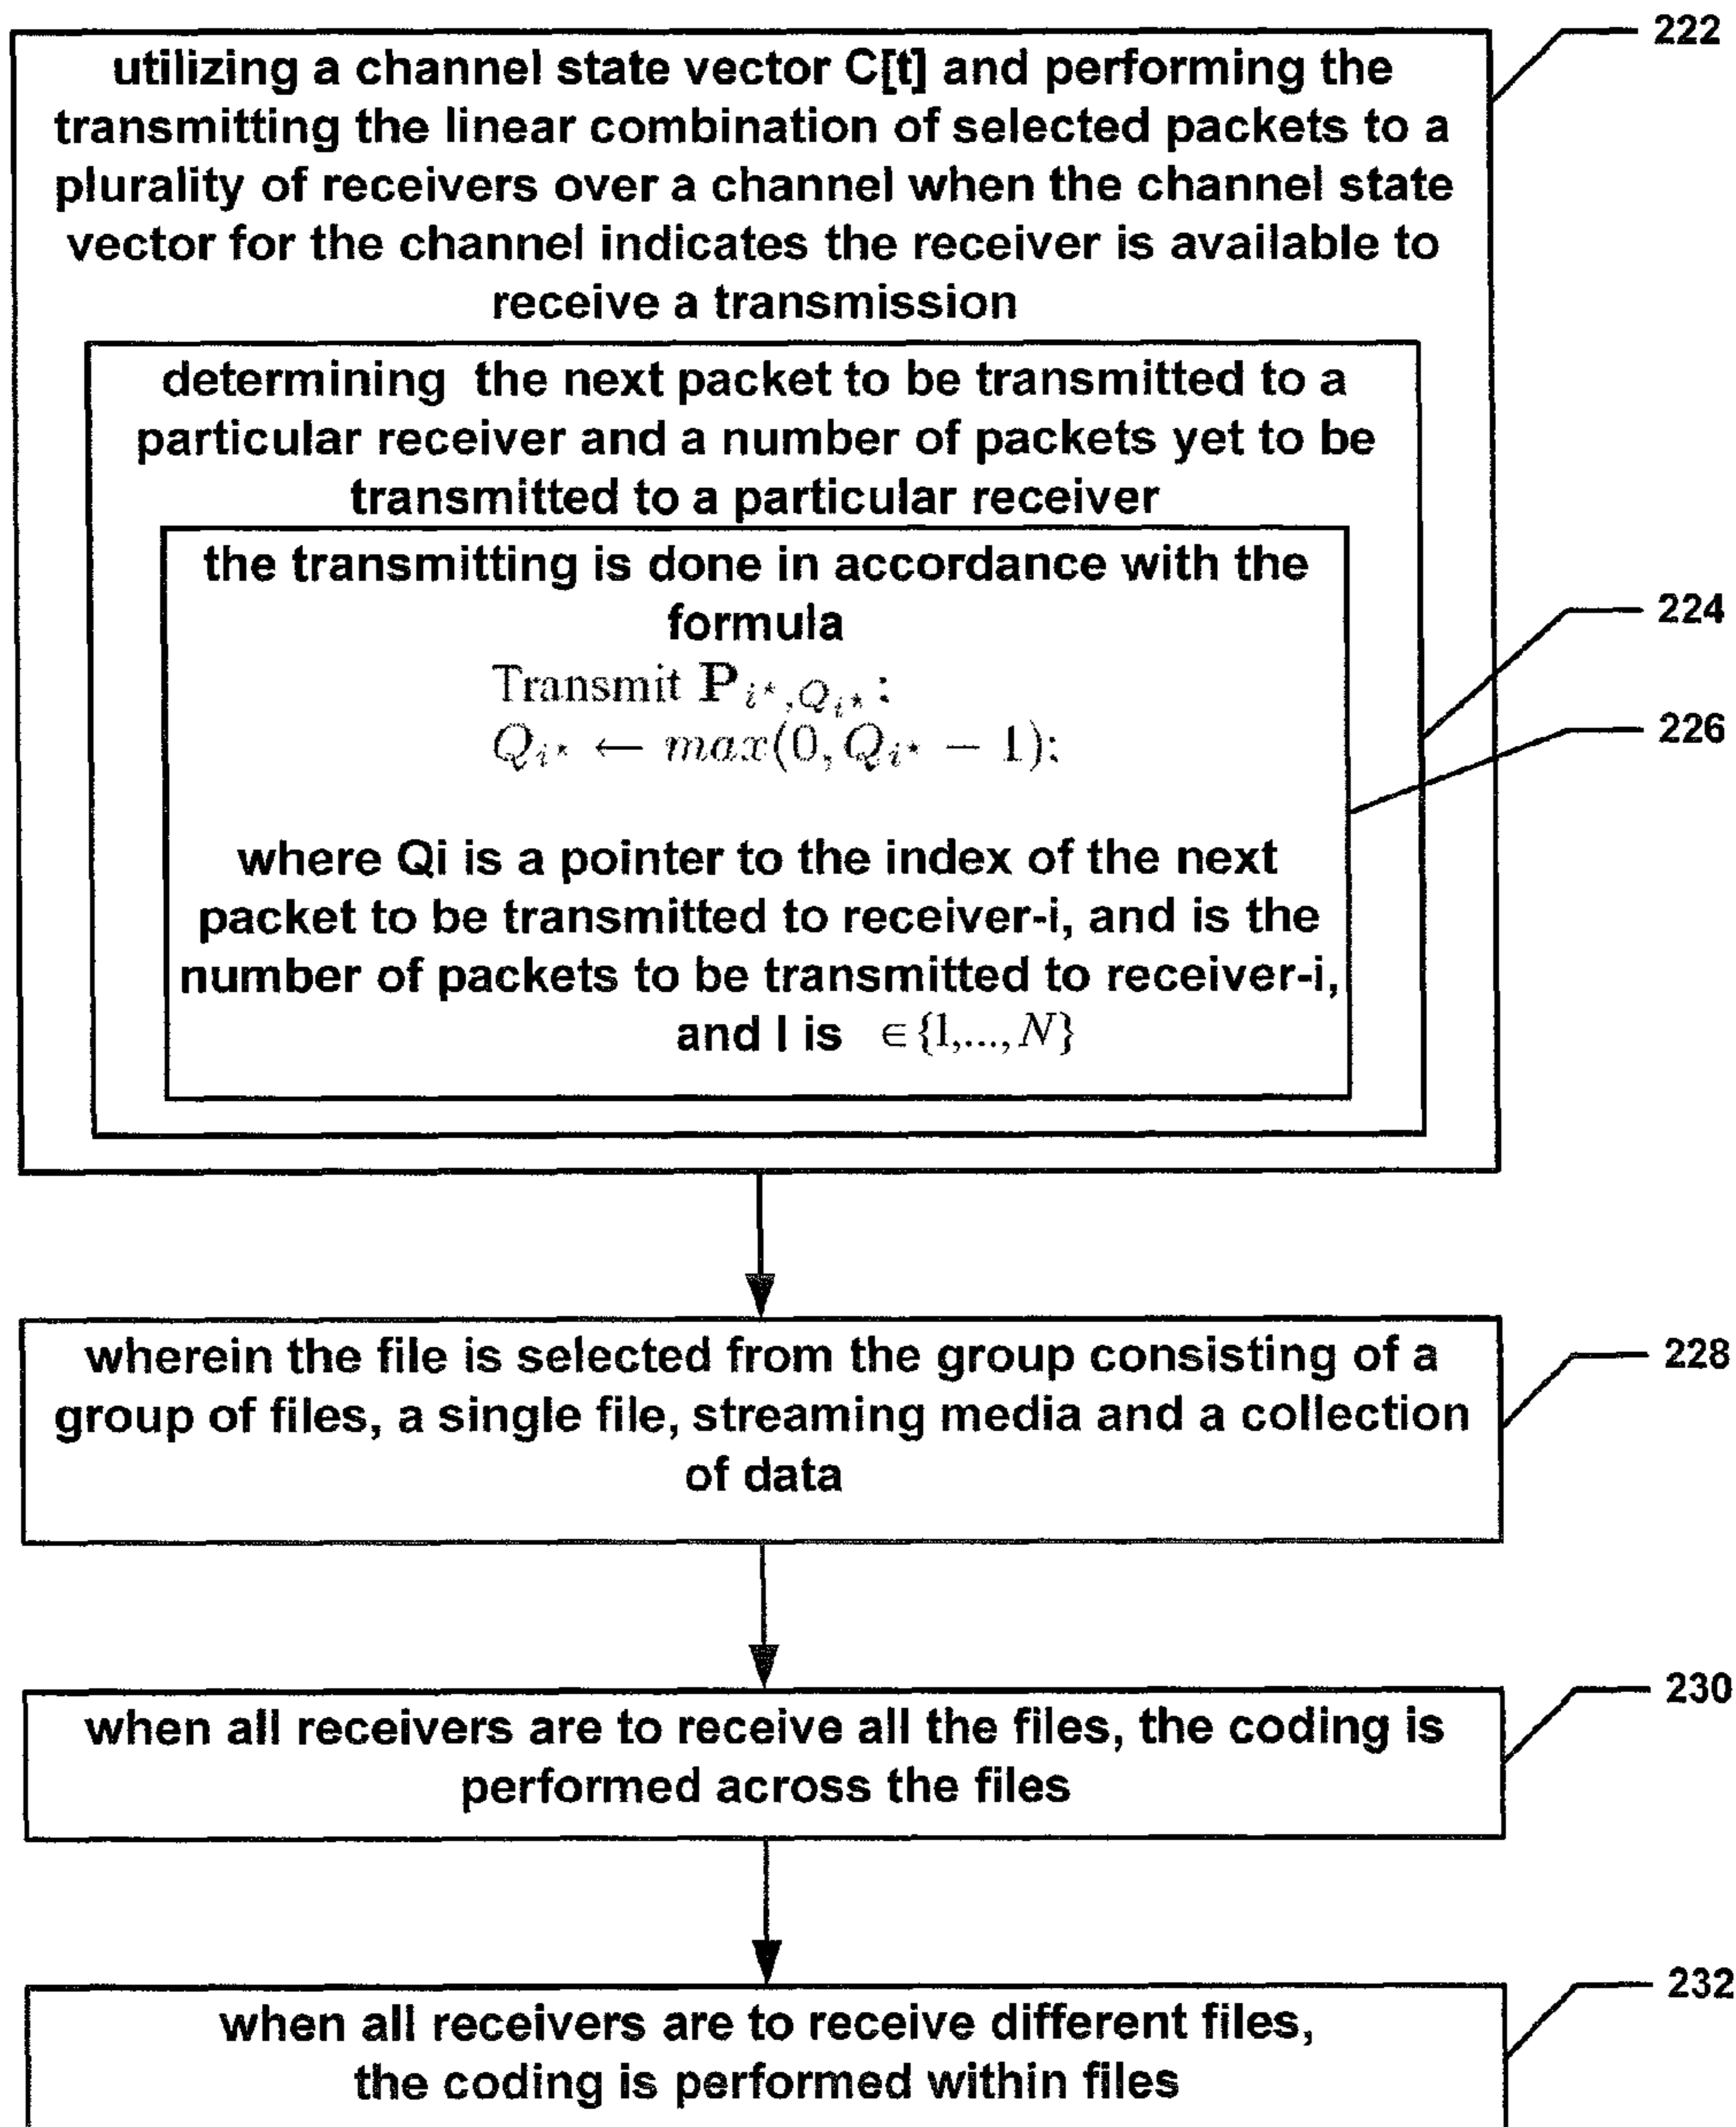 222
utilizing a channel state vector C[t] and performing the
transmitting the linear combination of selected packets to a
plurality of receivers over a channel when the channel state
vector for the channel indicates the receiver is available to
receive a transmission
determining the next packet to be transmitted to a
particular receiver and a number of packets yet to be
transmitted to a particular receiver
the transmitting is done in accordance with the
formula
224
Transmit P_{i*,Q_{i*}};
Q_{i*} ← max(0, Q_{i*} − 1);
226
where Qi is a pointer to the index of the next
packet to be transmitted to receiver-i, and is the
number of packets to be transmitted to receiver-i,
and I is ∈{1,...,N}
wherein the file is selected from the group consisting of a
228
group of files, a single file, streaming media and a collection
of data
230
when all receivers are to receive all the files, the coding is
performed across the files
232
when all receivers are to receive different files,
the coding is performed within files